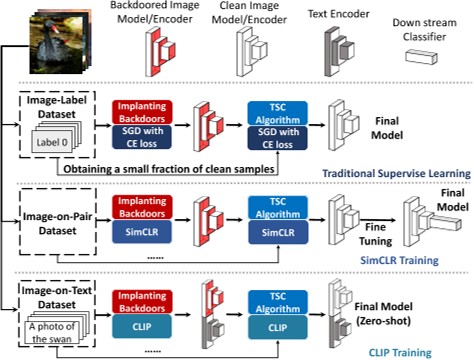 Backdoored Image
Model/Encoder
Clean Image
Model/Encoder
Text Encoder
Down stream
Classifier
Image-Label
Dataset
Label 0
Implanting
Backdoors
SGD with
CE loss
TSC
Algorithm
SGD with
CE loss
Final
Model
Obtaining a small fraction of clean samples
Traditional Supervise Learning
Image-on-Pair
Dataset
Implanting
Backdoors
SimCLR
TSC
Algorithm
SimCLR
Fine
Tuning
Final
Model
......
SimCLR Training
Image-on-Text
Dataset
A photo of
the swan
Implanting
Backdoors
CLIP
TSC
Algorithm
CLIP
Final Model
(Zero-shot)
......
CLIP Training